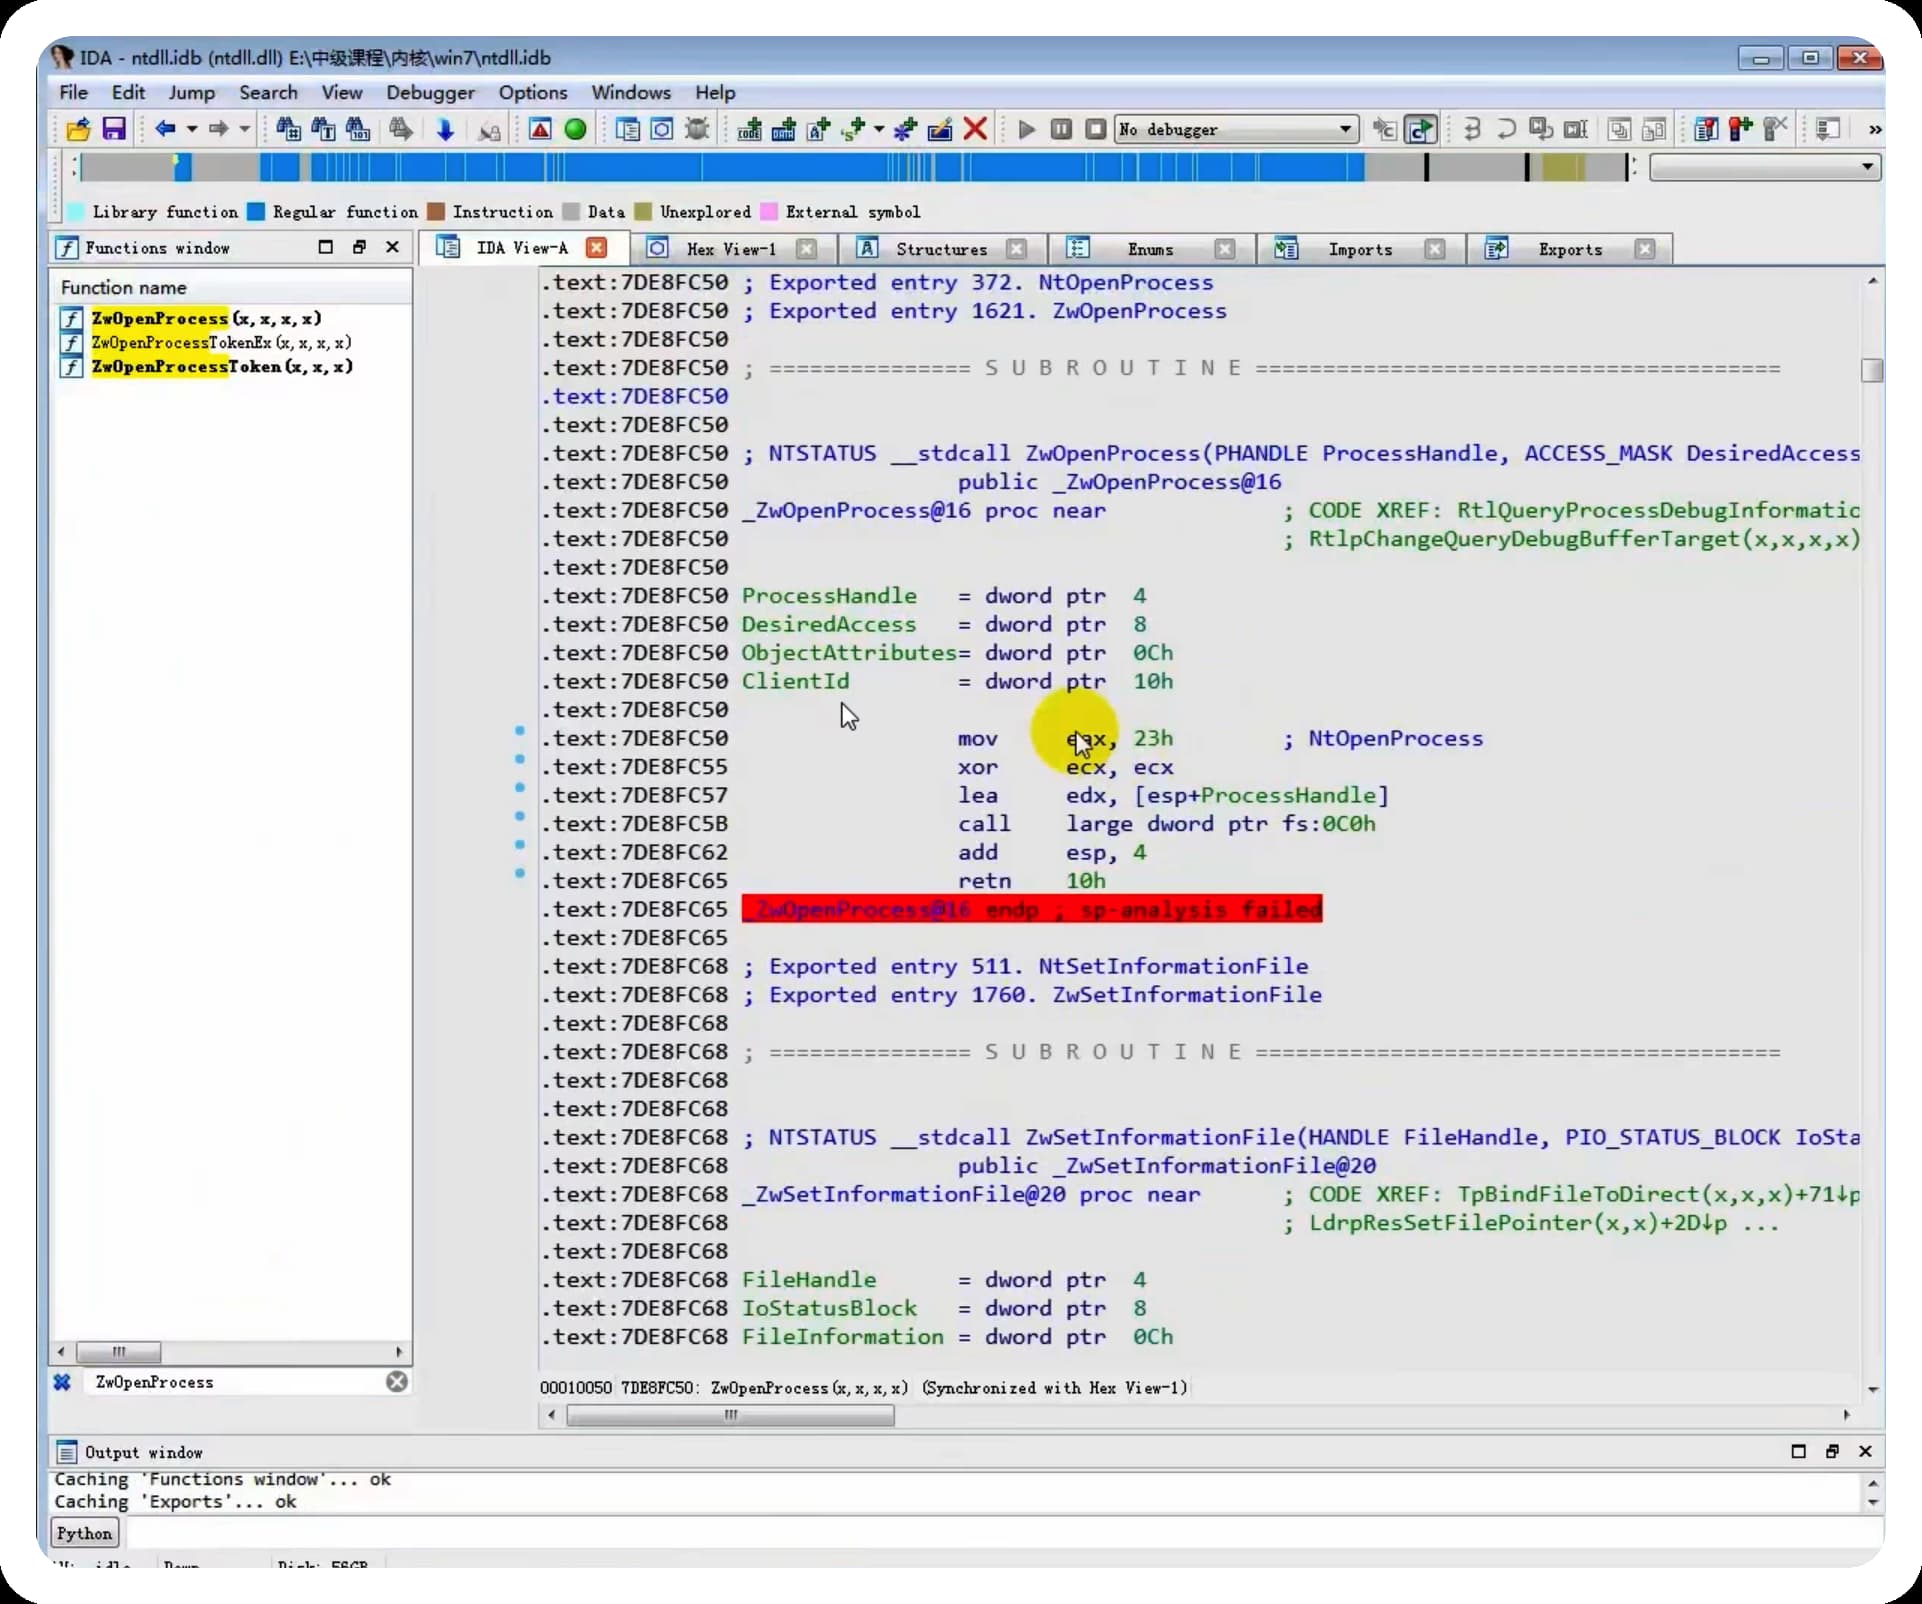 IDA - ntdll.idb (ntdll.dll) E:\中级课程\内核\win7\ntdll.idb
File Edit Jump Search View Debugger Options Windows Help
No debugger
Library function Regular function Instruction Data Unexplored External symbol
Functions window
IDA View-A Hex View-1 Structures Enums Imports Exports
Function name
ZwOpenProcess(x,x,x,x)
ZwOpenProcessTokenEx(x,x,x,x)
ZwOpenProcessToken(x,x,x)
.text:7DE8FC50 ; Exported entry 372. NtOpenProcess
.text:7DE8FC50 ; Exported entry 1621. ZwOpenProcess
.text:7DE8FC50
.text:7DE8FC50 ; =============== S U B R O U T I N E =======================================
.text:7DE8FC50
.text:7DE8FC50
.text:7DE8FC50 ; NTSTATUS __stdcall ZwOpenProcess(PHANDLE ProcessHandle, ACCESS_MASK DesiredAccess
.text:7DE8FC50 public _ZwOpenProcess@16
.text:7DE8FC50 _ZwOpenProcess@16 proc near ; CODE XREF: RtlQueryProcessDebugInformatio
.text:7DE8FC50 ; RtlpChangeQueryDebugBufferTarget(x,x,x,x)
.text:7DE8FC50
.text:7DE8FC50 ProcessHandle = dword ptr 4
.text:7DE8FC50 DesiredAccess = dword ptr 8
.text:7DE8FC50 ObjectAttributes= dword ptr 0Ch
.text:7DE8FC50 ClientId = dword ptr 10h
.text:7DE8FC50
.text:7DE8FC50 mov eax, 23h ; NtOpenProcess
.text:7DE8FC55 xor ecx, ecx
.text:7DE8FC57 lea edx, [esp+ProcessHandle]
.text:7DE8FC5B call large dword ptr fs:0C0h
.text:7DE8FC62 add esp, 4
.text:7DE8FC65 retn 10h
.text:7DE8FC65 _ZwOpenProcess@16 endp ; sp-analysis failed
.text:7DE8FC65
.text:7DE8FC68 ; Exported entry 511. NtSetInformationFile
.text:7DE8FC68 ; Exported entry 1760. ZwSetInformationFile
.text:7DE8FC68
.text:7DE8FC68 ; =============== S U B R O U T I N E =======================================
.text:7DE8FC68
.text:7DE8FC68
.text:7DE8FC68 ; NTSTATUS __stdcall ZwSetInformationFile(HANDLE FileHandle, PIO_STATUS_BLOCK IoSta
.text:7DE8FC68 public _ZwSetInformationFile@20
.text:7DE8FC68 _ZwSetInformationFile@20 proc near ; CODE XREF: TpBindFileToDirect(x,x,x)+71↓p
.text:7DE8FC68 ; LdrpResSetFilePointer(x,x)+2D↓p ...
.text:7DE8FC68
.text:7DE8FC68 FileHandle = dword ptr 4
.text:7DE8FC68 IoStatusBlock = dword ptr 8
.text:7DE8FC68 FileInformation = dword ptr 0Ch
ZwOpenProcess
00010050 7DE8FC50: ZwOpenProcess(x,x,x,x) (Synchronized with Hex View-1)
Output window
Caching 'Functions window'... ok
Caching 'Exports'... ok
Python